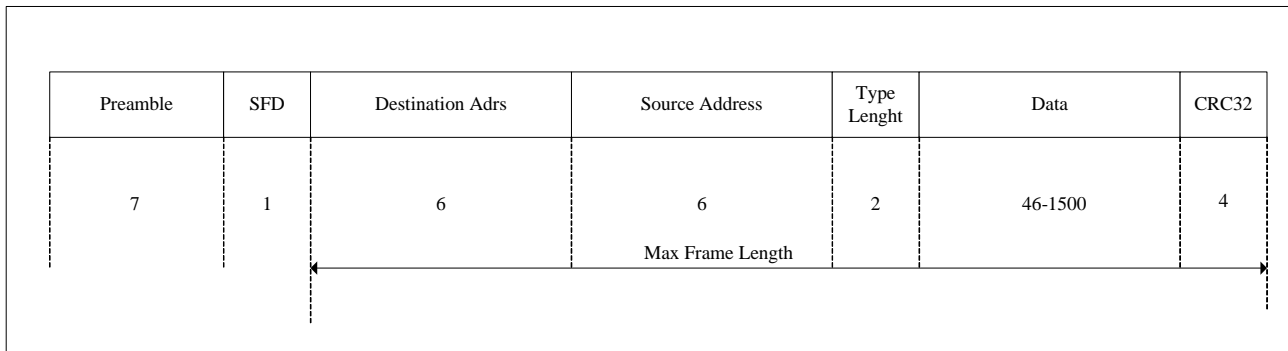 Preamble
SFD
Destination Adrs
Source Address
Type
Lenght
Data
CRC32
7
1
6
6
2
46-1500
4
Max Frame Length